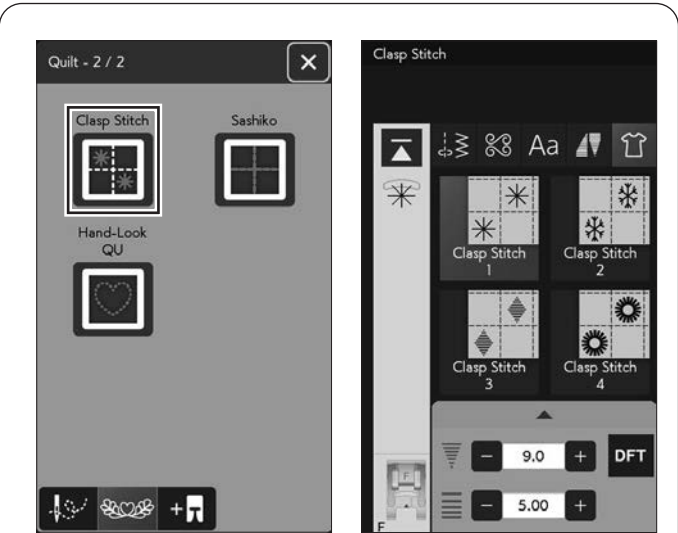 Quilt - 2 / 2
Clasp Stitch
Sashiko
Hand-Look
QU
Clasp Stitch
Aa
Clasp Stitch
1
Clasp Stitch
2
Clasp Stitch
3
Clasp Stitch
4
9.0
DFT
5.00
F
F